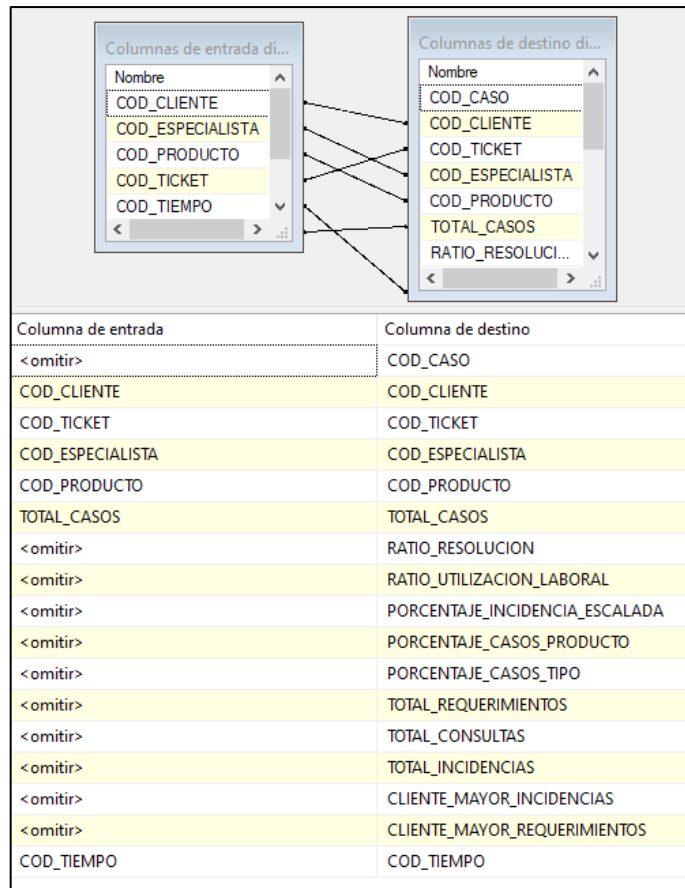 Columnas de entrada di...
Nombre
COD_CLIENTE
COD_ESPECIALISTA
COD_PRODUCTO
COD_TICKET
COD_TIEMPO
Columnas de destino di...
Nombre
COD_CASO
COD_CLIENTE
COD_TICKET
COD_ESPECIALISTA
COD_PRODUCTO
TOTAL_CASOS
RATIO_RESOLUCI...
Columna de entrada Columna de destino
<omitir> COD_CASO
COD_CLIENTE COD_CLIENTE
COD_TICKET COD_TICKET
COD_ESPECIALISTA COD_ESPECIALISTA
COD_PRODUCTO COD_PRODUCTO
TOTAL_CASOS TOTAL_CASOS
<omitir> RATIO_RESOLUCION
<omitir> RATIO_UTILIZACION_LABORAL
<omitir> PORCENTAJE_INCIDENCIA_ESCALADA
<omitir> PORCENTAJE_CASOS_PRODUCTO
<omitir> PORCENTAJE_CASOS_TIPO
<omitir> TOTAL_REQUERIMIENTOS
<omitir> TOTAL_CONSULTAS
<omitir> TOTAL_INCIDENCIAS
<omitir> CLIENTE_MAYOR_INCIDENCIAS
<omitir> CLIENTE_MAYOR_REQUERIMIENTOS
COD_TIEMPO COD_TIEMPO